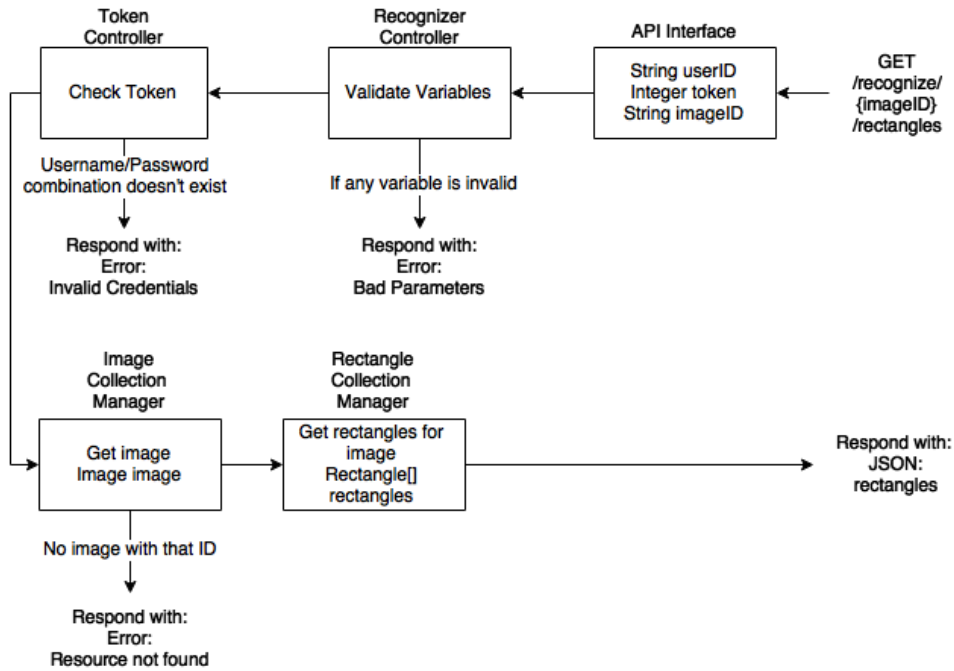 Token
Controller
Check Token
Username/Password
combination doesn't exist
Respond with:
Error:
Invalid Credentials
Recognizer
Controller
Validate Variables
If any variable is invalid
Respond with:
Error:
Bad Parameters
API Interface
String userID
Integer token
String imageID
GET
/recognize/
{imageID}
/rectangles
Image
Collection
Manager
Get image
Image image
No image with that ID
Respond with:
Error:
Resource not found
Rectangle
Collection
Manager
Get rectangles for
image
Rectangle[]
rectangles
Respond with:
JSON:
rectangles